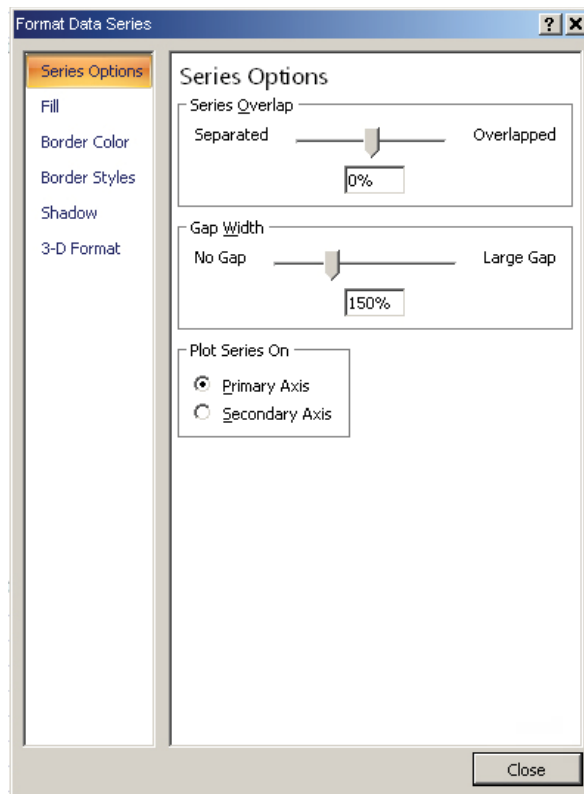 Format Data Series
Series Options
Fill
Border Color
Border Styles
Shadow
3-D Format
Series Options
Series Overlap
Separated Overlapped
0%
Gap Width
No Gap Large Gap
150%
Plot Series On
Primary Axis
Secondary Axis
Close